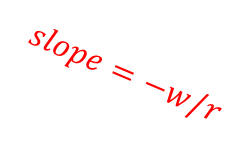 slope = −w/r